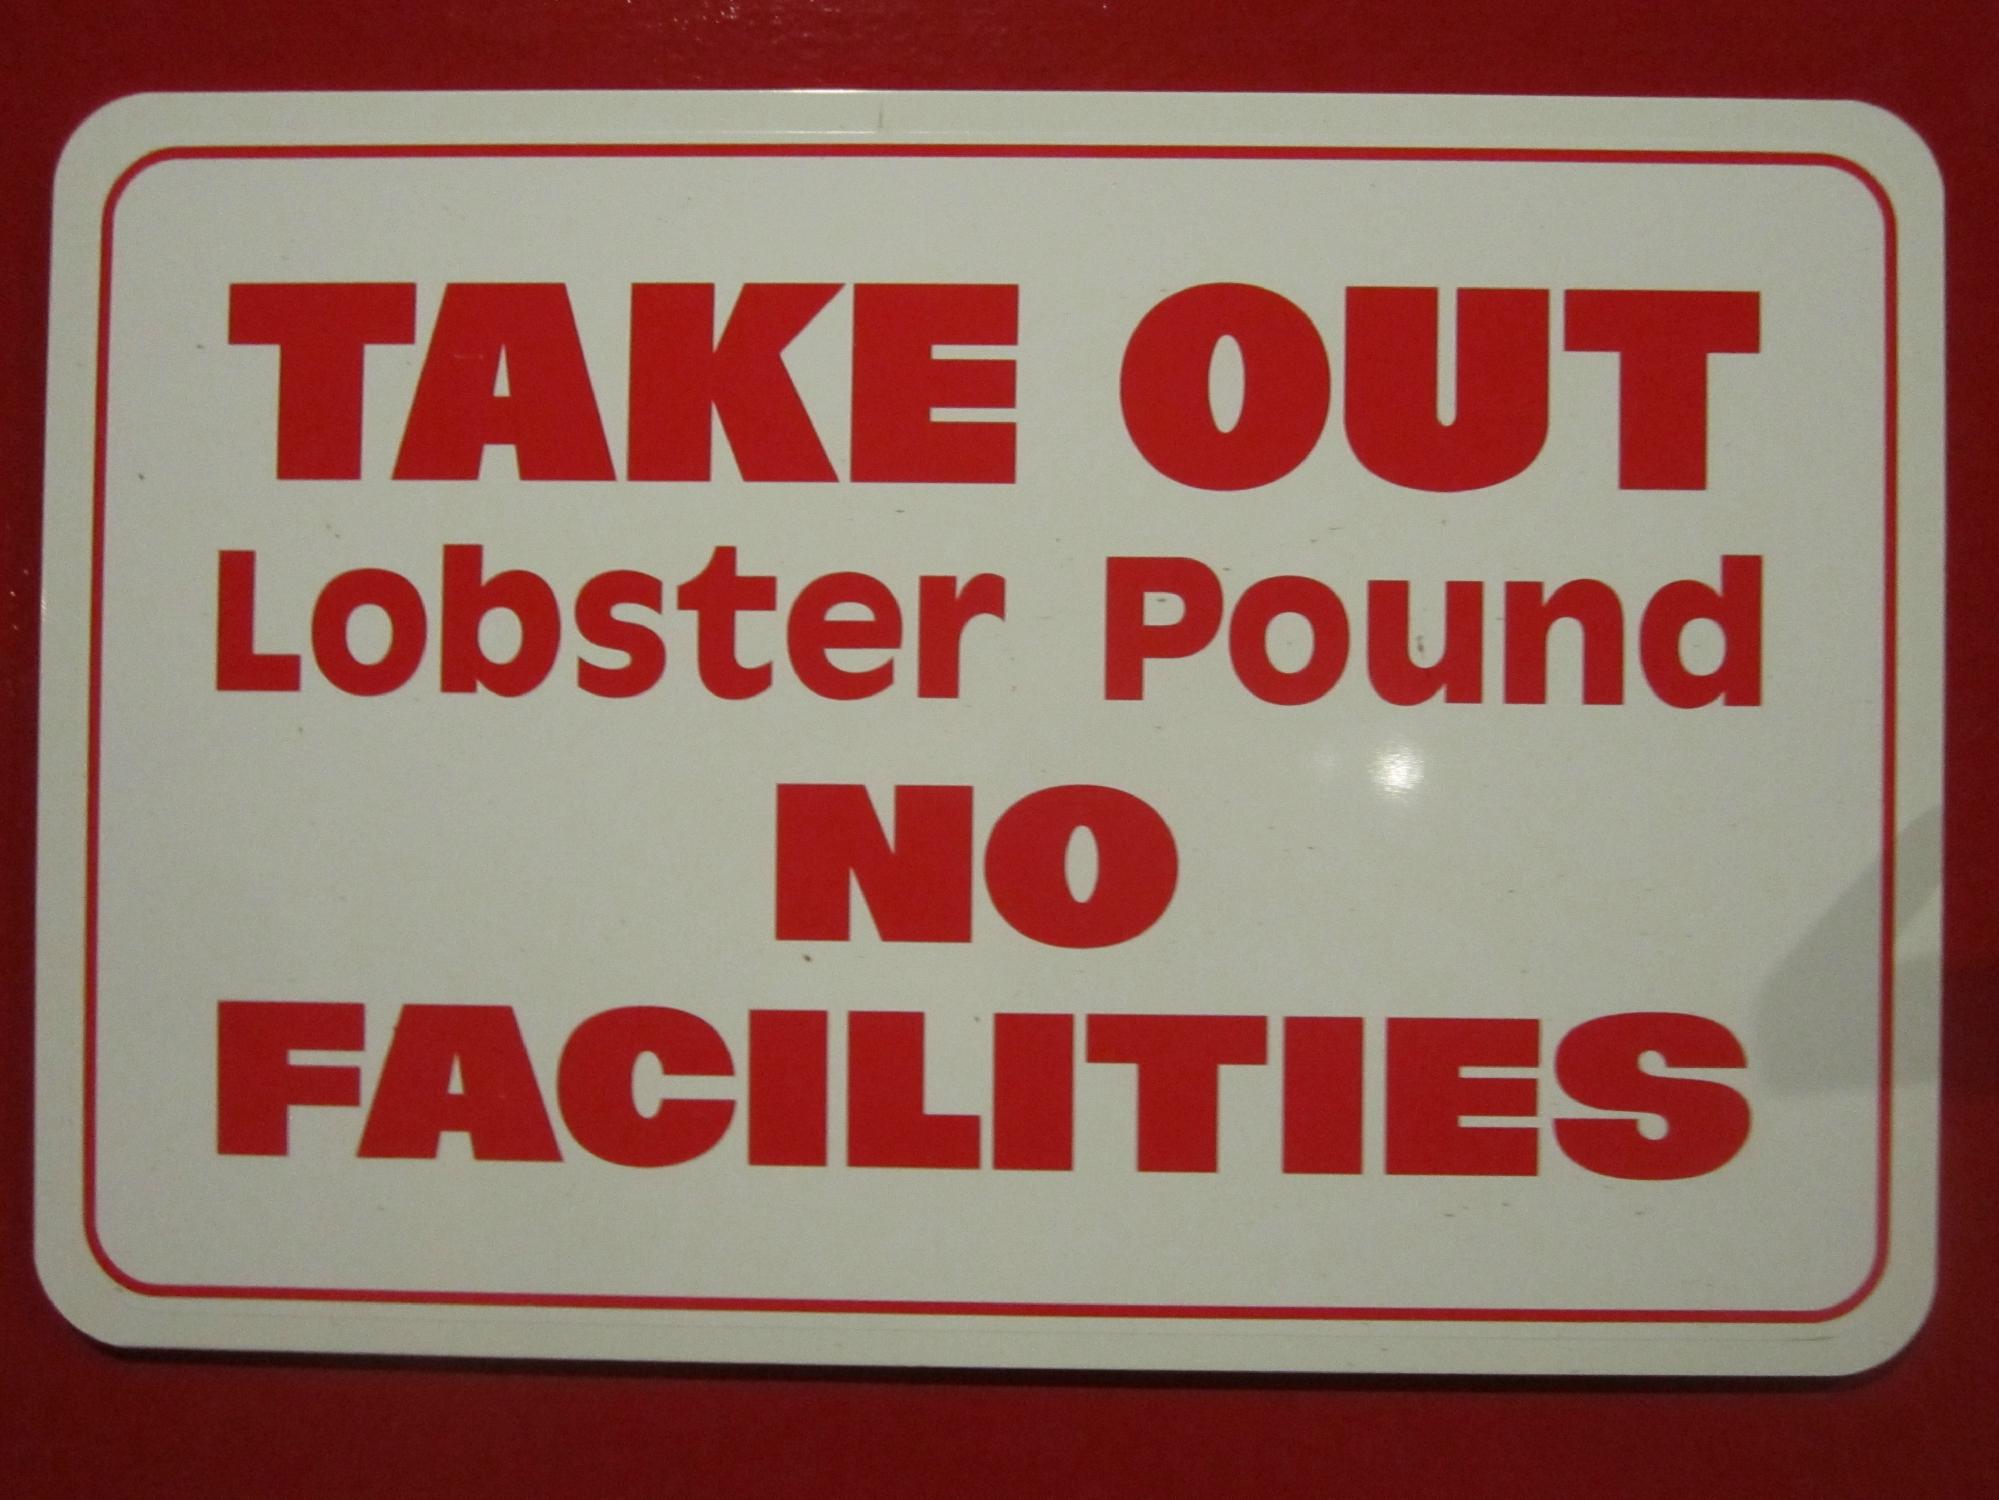 TAKE OUT
Lobster Pound
NO
FACILITIES